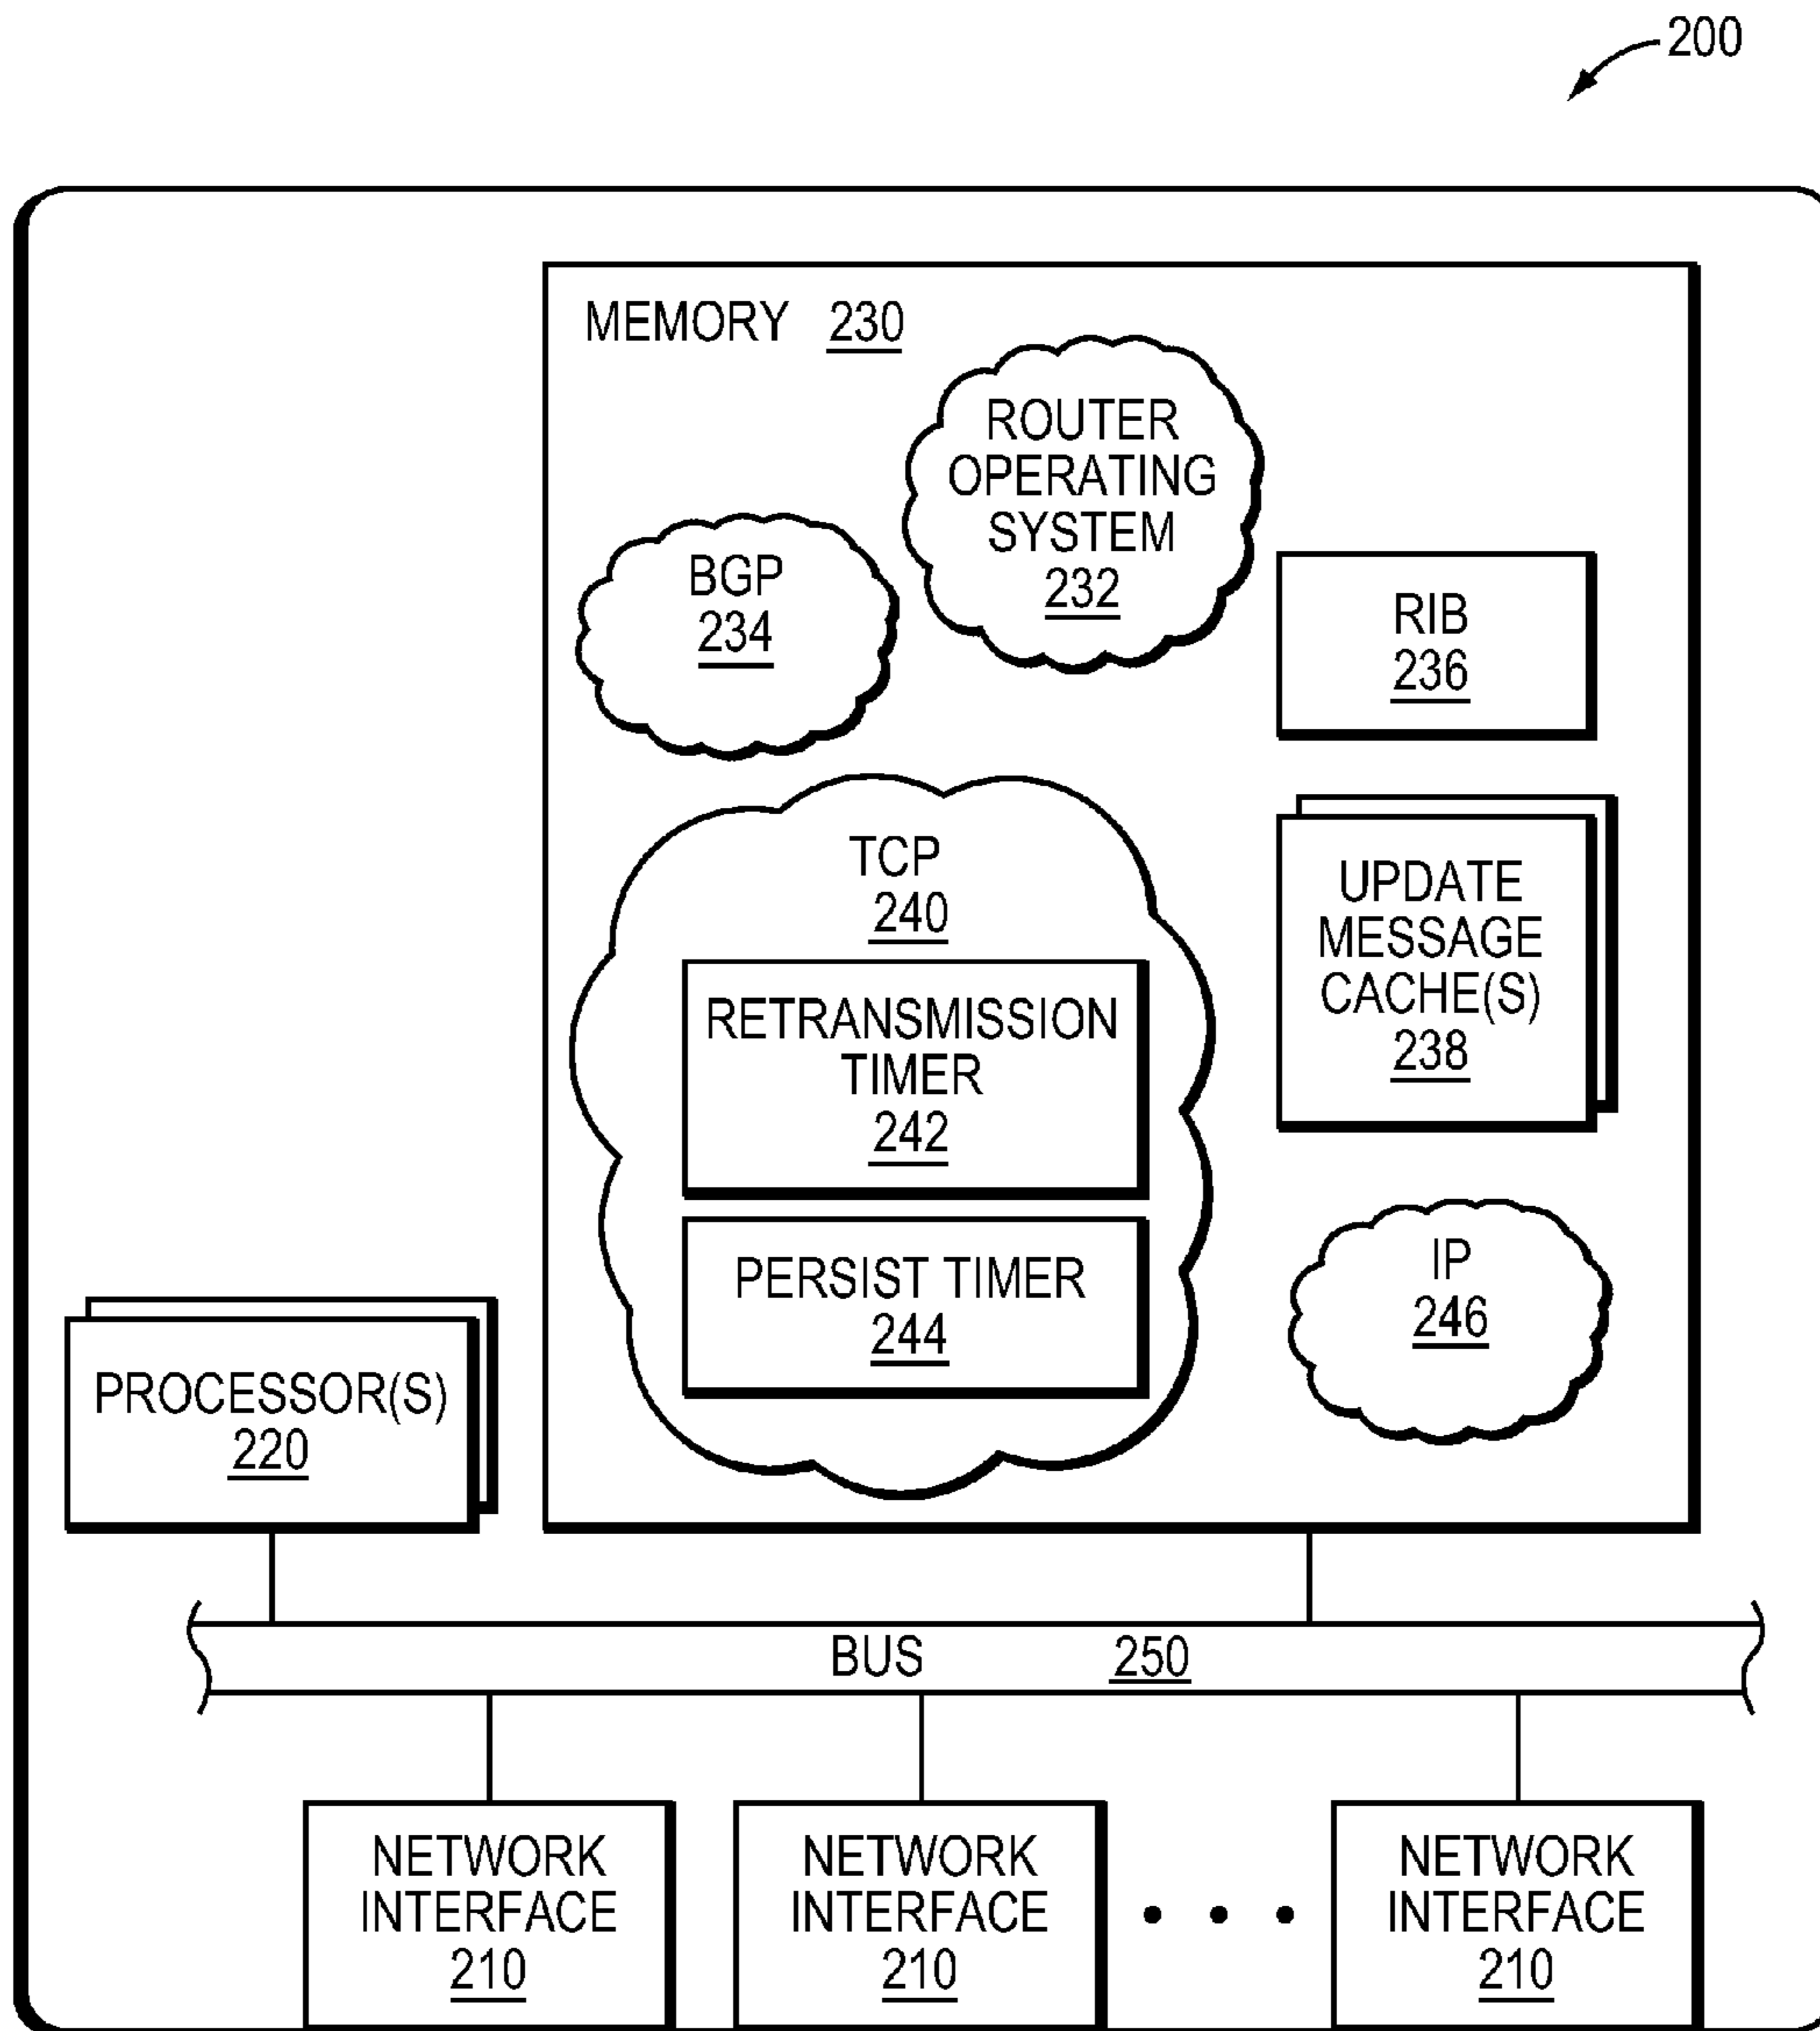 200
MEMORY 230
ROUTER
OPERATING
SYSTEM
232
BGP
234
RIB
236
TCP
240
UPDATE
MESSAGE
CACHE(S)
238
RETRANSMISSION
TIMER
242
PERSIST TIMER
244
IP
246
PROCESSOR(S)
220
BUS 250
NETWORK
INTERFACE
210
NETWORK
INTERFACE
210
NETWORK
INTERFACE
210